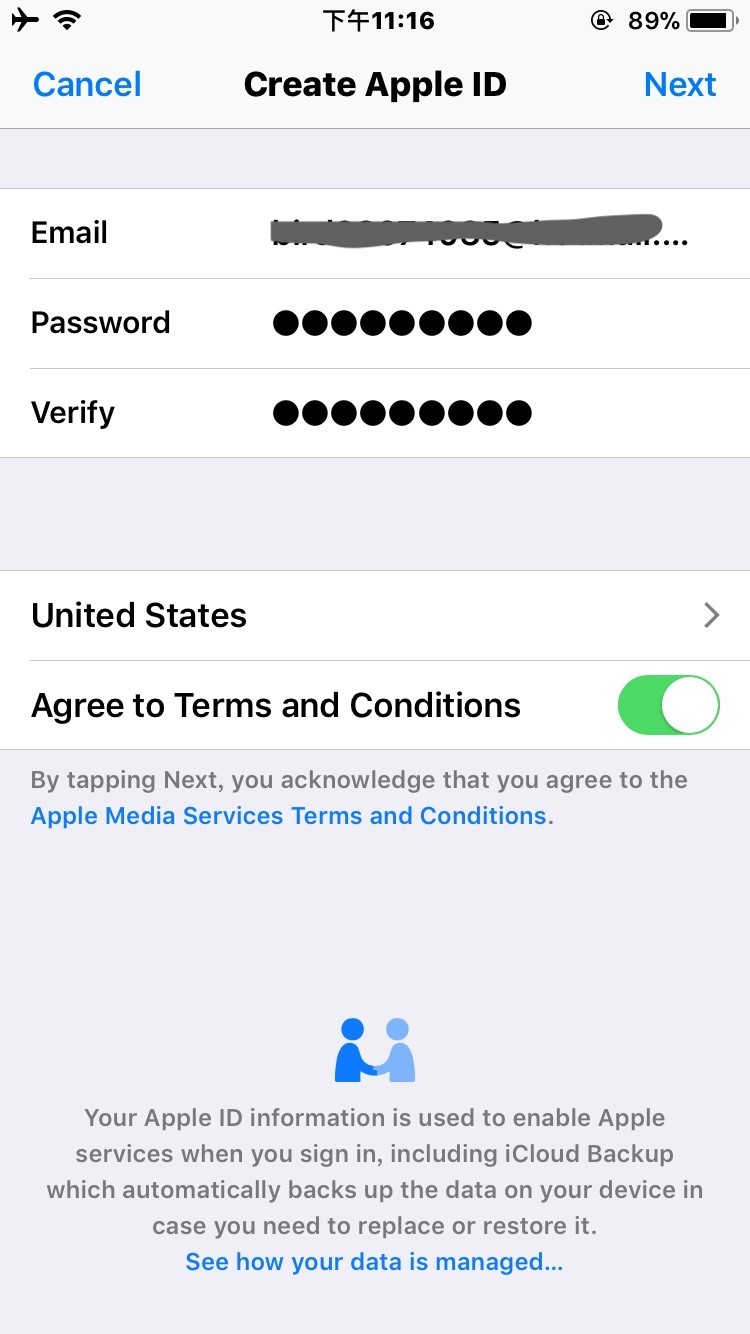 下午11:16
89%
Cancel
Create Apple ID
Next
Email
Password
Verify
United States
Agree to Terms and Conditions
By tapping Next, you acknowledge that you agree to the
Apple Media Services Terms and Conditions.
Your Apple ID information is used to enable Apple
services when you sign in, including iCloud Backup
which automatically backs up the data on your device in
case you need to replace or restore it.
See how your data is managed...